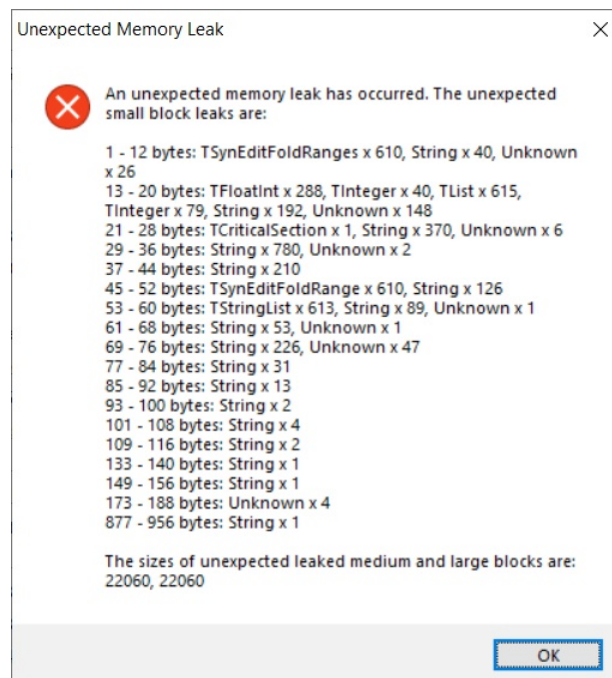 Unexpected Memory Leak
An unexpected memory leak has occurred. The unexpected
small block leaks are:
1 - 12 bytes: TSynEditFoldRanges x 610, String x 40, Unknown
x 26
13 - 20 bytes: TFloatInt x 288, TInteger x 40, TList x 615,
TInteger x 79, String x 192, Unknown x 148
21 - 28 bytes: TCriticalSection x 1, String x 370, Unknown x 6
29 - 36 bytes: String x 780, Unknown x 2
37 - 44 bytes: String x 210
45 - 52 bytes: TSynEditFoldRange x 610, String x 126
53 - 60 bytes: TStringList x 613, String x 89, Unknown x 1
61 - 68 bytes: String x 53, Unknown x 1
69 - 76 bytes: String x 226, Unknown x 47
77 - 84 bytes: String x 31
85 - 92 bytes: String x 13
93 - 100 bytes: String x 2
101 - 108 bytes: String x 4
109 - 116 bytes: String x 2
133 - 140 bytes: String x 1
149 - 156 bytes: String x 1
173 - 188 bytes: Unknown x 4
877 - 956 bytes: String x 1
The sizes of unexpected leaked medium and large blocks are:
22060, 22060
OK